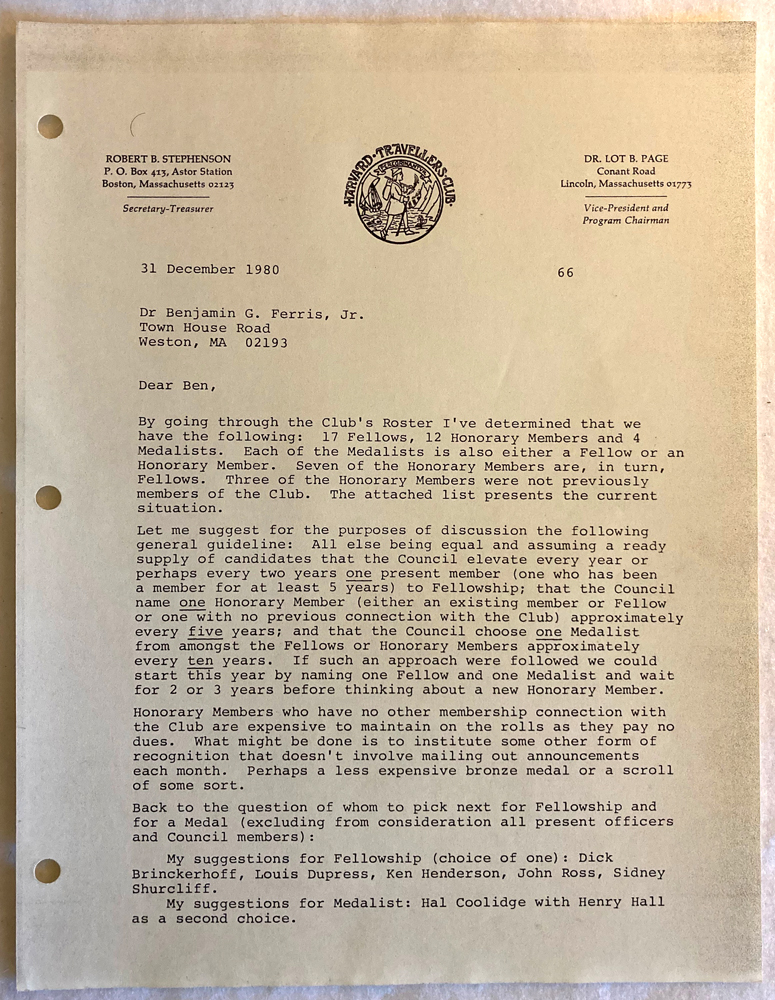 ROBERT B. STEPHENSON
P. O. Box 413, Astor Station
Boston, Massachusetts 02123
Secretary-Treasurer
HARVARD·TRAVELLERS·CLUB·
DR. LOT B. PAGE
Conant Road
Lincoln, Massachusetts 01773
Vice-President and
Program Chairman
31 December 1980
66
Dr Benjamin G. Ferris, Jr.
Town House Road
Weston, MA  02193
Dear Ben,
By going through the Club's Roster I've determined that we
have the following:  17 Fellows, 12 Honorary Members and 4
Medalists.  Each of the Medalists is also either a Fellow or an
Honorary Member.  Seven of the Honorary Members are, in turn,
Fellows.  Three of the Honorary Members were not previously
members of the Club.  The attached list presents the current
situation.
Let me suggest for the purposes of discussion the following
general guideline:  All else being equal and assuming a ready
supply of candidates that the Council elevate every year or
perhaps every two years one present member (one who has been
a member for at least 5 years) to Fellowship; that the Council
name one Honorary Member (either an existing member or Fellow
or one with no previous connection with the Club) approximately
every five years; and that the Council choose one Medalist
from amongst the Fellows or Honorary Members approximately
every ten years.  If such an approach were followed we could
start this year by naming one Fellow and one Medalist and wait
for 2 or 3 years before thinking about a new Honorary Member.
Honorary Members who have no other membership connection with
the Club are expensive to maintain on the rolls as they pay no
dues.  What might be done is to institute some other form of
recognition that doesn't involve mailing out announcements
each month.  Perhaps a less expensive bronze medal or a scroll
of some sort.
Back to the question of whom to pick next for Fellowship and
for a Medal (excluding from consideration all present officers
and Council members):
My suggestions for Fellowship (choice of one): Dick
Brinckerhoff, Louis Dupress, Ken Henderson, John Ross, Sidney
Shurcliff.
My suggestions for Medalist: Hal Coolidge with Henry Hall
as a second choice.